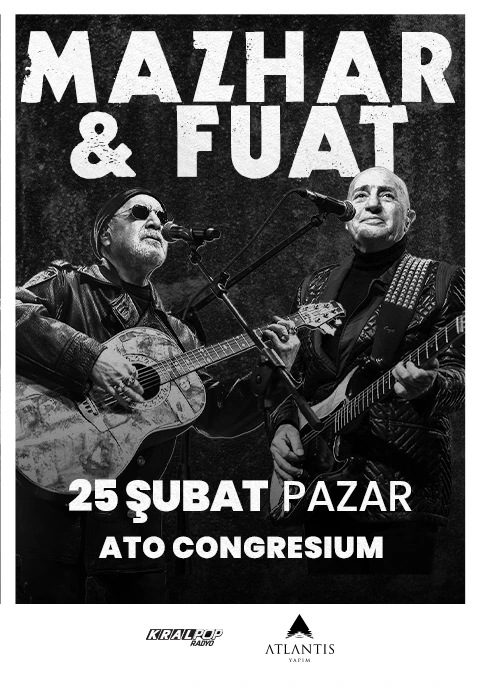 MAZHAR
& FUAT
25 ŞUBAT PAZAR
ATO CONGRESIUM
KRALPOP
RADYO
ATLANTIS
YAPIM